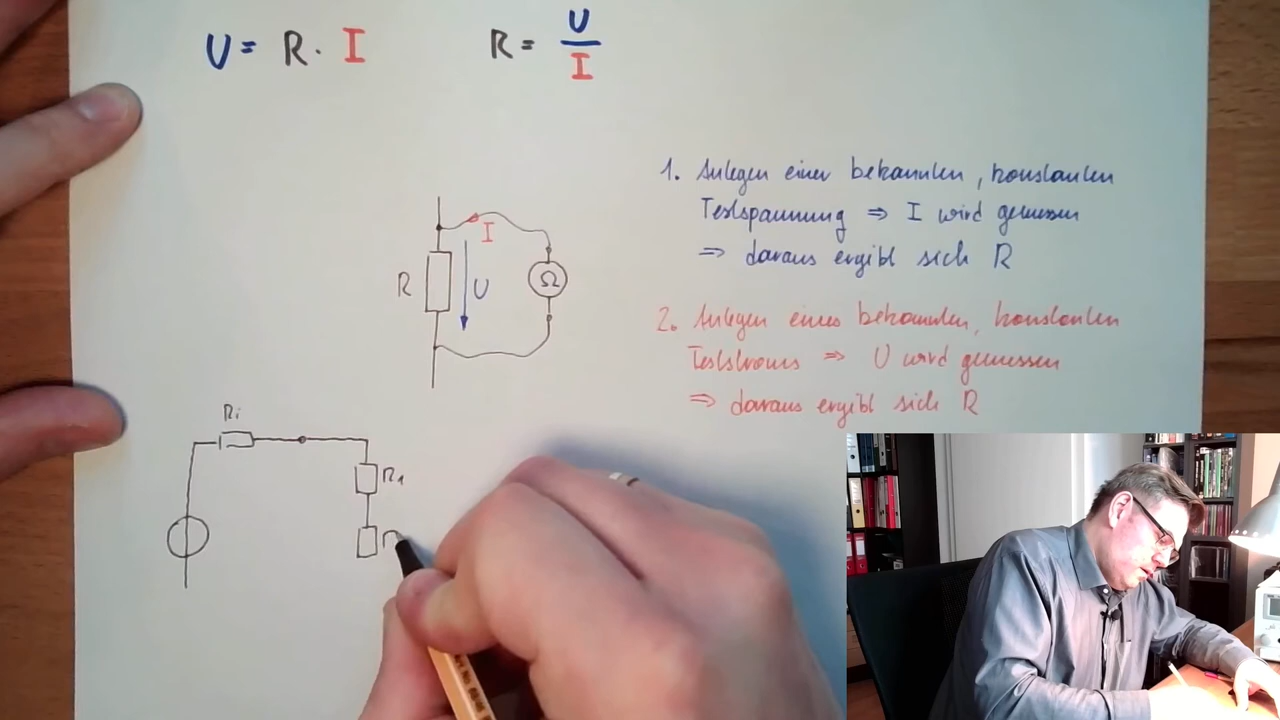 U = R · I
R = U
I
1. Anlegen einer bekannten, konstanten
Testspannung ⇒ I wird gemessen
⇒ daraus ergibt sich R
I
R
U
Ω
2. Anlegen eines bekannten, konstanten
Teststroms ⇒ U wird gemessen
⇒ daraus ergibt sich R
Ri
R1